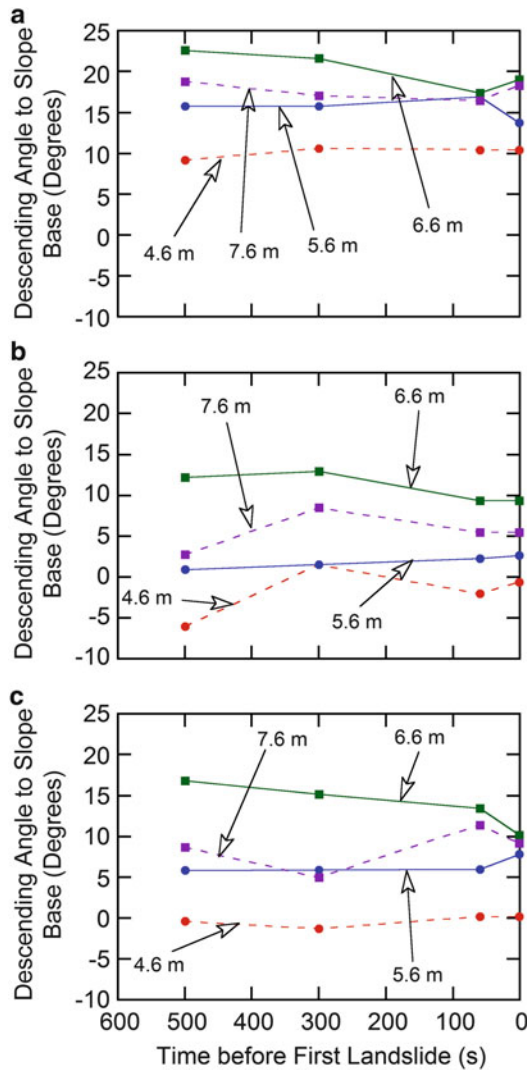 a
25
20
15
10
5
0
-5
-10
Descending Angle to Slope
Base (Degrees)
4.6 m
7.6 m
5.6 m
6.6 m
b
25
20
15
10
5
0
-5
-10
Descending Angle to Slope
Base (Degrees)
7.6 m
6.6 m
4.6 m
5.6 m
c
25
20
15
10
5
0
-5
-10
Descending Angle to Slope
Base (Degrees)
7.6 m
6.6 m
4.6 m
5.6 m
600 500 400 300 200 100 0
Time before First Landslide (s)